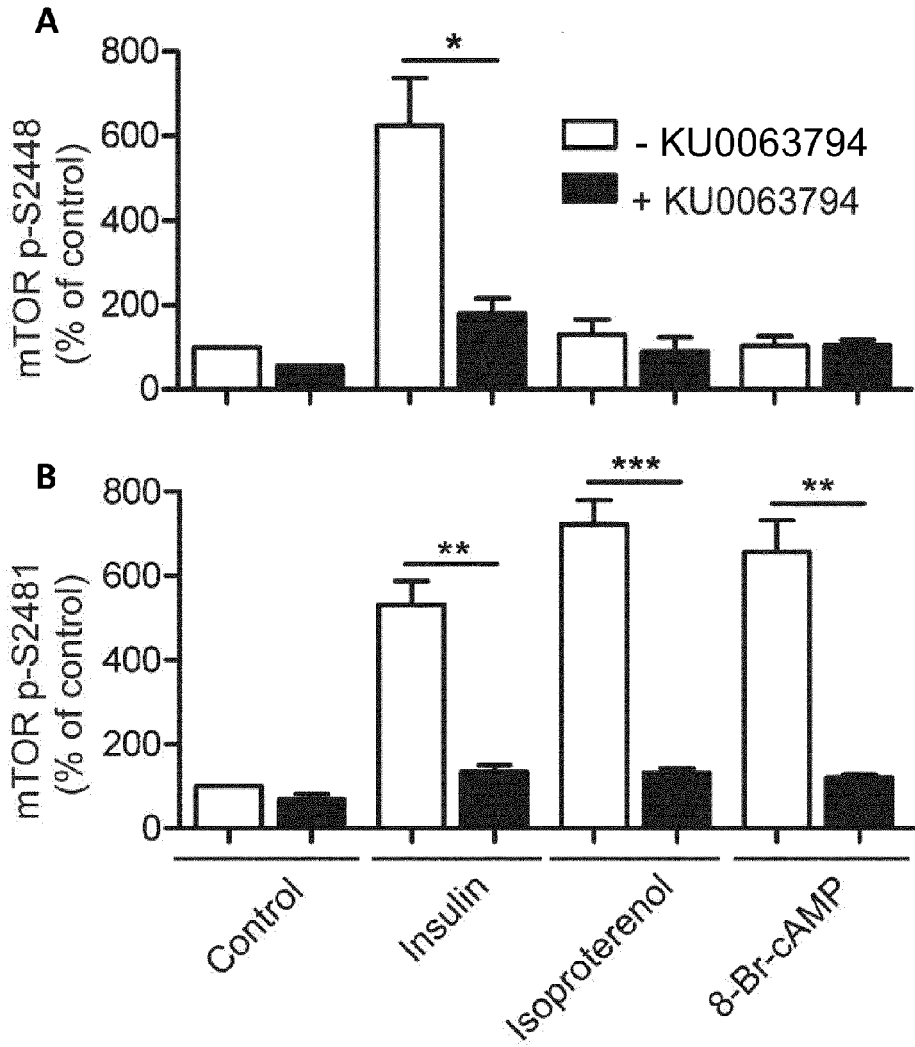 A
mTOR p-S2448
(% of control)
800
600
400
200
0
*
- KU0063794
+ KU0063794
B
mTOR p-S2481
(% of control)
800
600
400
200
0
**
***
**
Control
Insulin
Isoproterenol
8-Br-cAMP